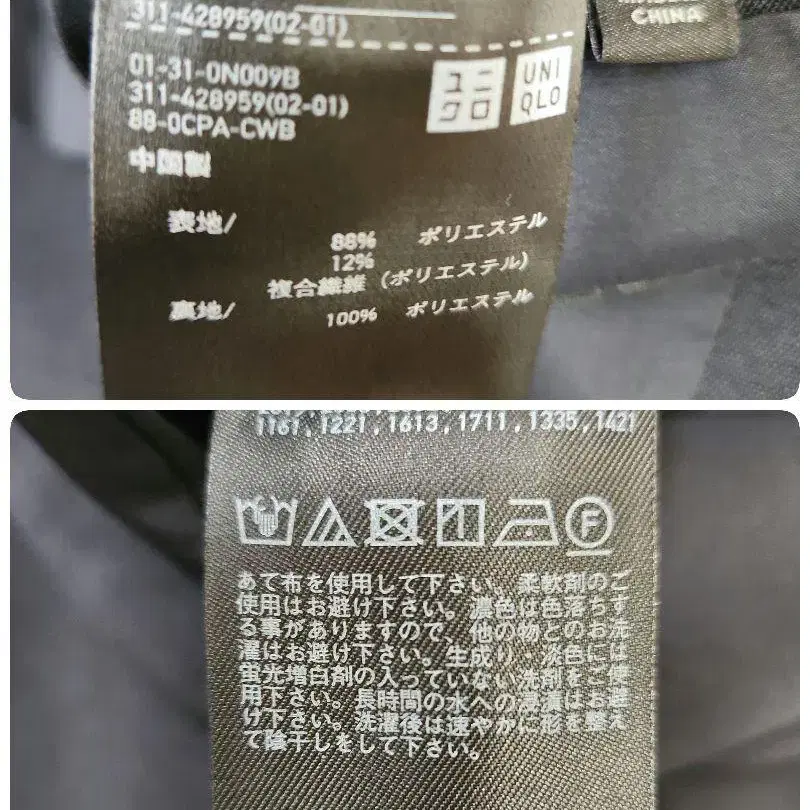 311-428959(02-01)
CHINA
01-31-0N009B
311-428959(02-01)
88-0CPA-CWB
ユニ
クロ
UNI
QLO
中国製
表地/
88% ポリエステル
12%
複合繊維 (ポリエステル)
裏地/
100% ポリエステル
1161,1221,1613,1711,1335,1421
F
あて布を使用して下さい。柔軟剤のご
使用はお避け下さい。濃色は色落ちす
る事がありますので、他の物とのお洗
濯はお避け下さい。生成り、淡色には
蛍光増白剤の入っていない洗剤をご使
用下さい。長時間の水への浸漬はお避
け下さい。洗濯後は速やかに形を整え
て陰干しをして下さい。